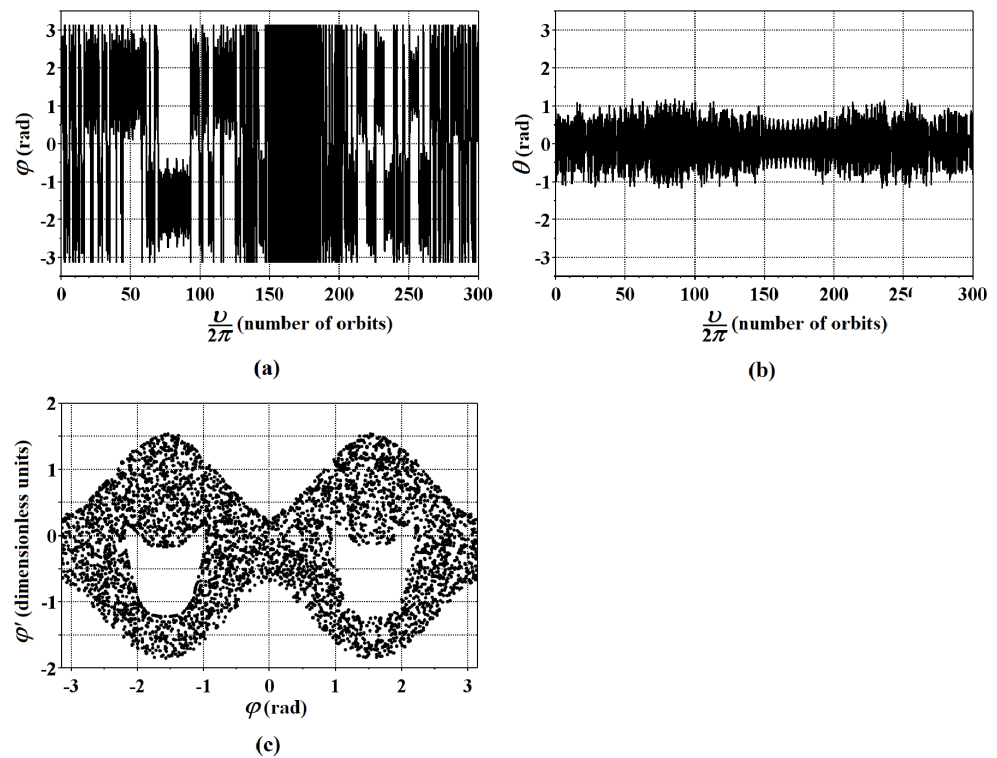 3
2
1
0
-1
-2
-3
φ (rad)
0 50 100 150 200 250 300
υ/2π (number of orbits)
(a)
3
2
1
0
-1
-2
-3
θ (rad)
0 50 100 150 200 250 300
υ/2π (number of orbits)
(b)
2
1
0
-1
-2
φ′ (dimensionless units)
-3 -2 -1 0 1 2 3
φ (rad)
(c)